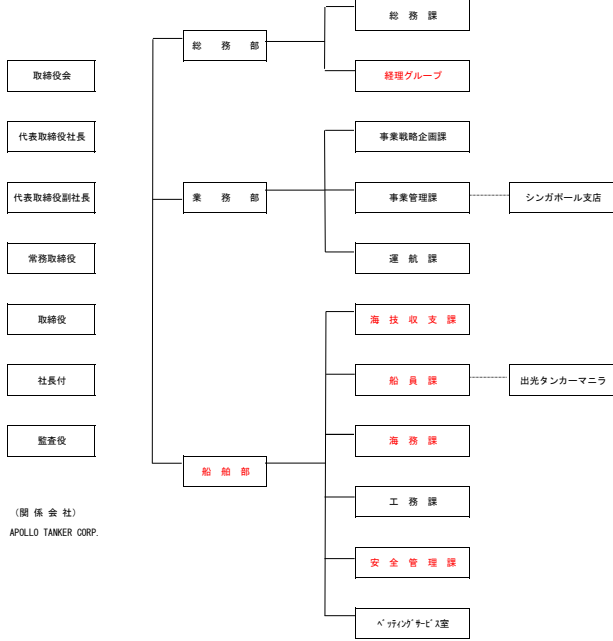 取締役会
代表取締役社長
代表取締役副社長
常務取締役
取締役
社長付
監査役
(関 係 会 社)
APOLLO TANKER CORP.
総 務 部
総 務 課
経理グループ
業 務 部
事業戦略企画課
事業管理課
シンガポール支店
運 航 課
船 舶 部
海 技 収 支 課
船 員 課
出光タンカーマニラ
海 務 課
工 務 課
安 全 管 理 課
ベッティングサービス室